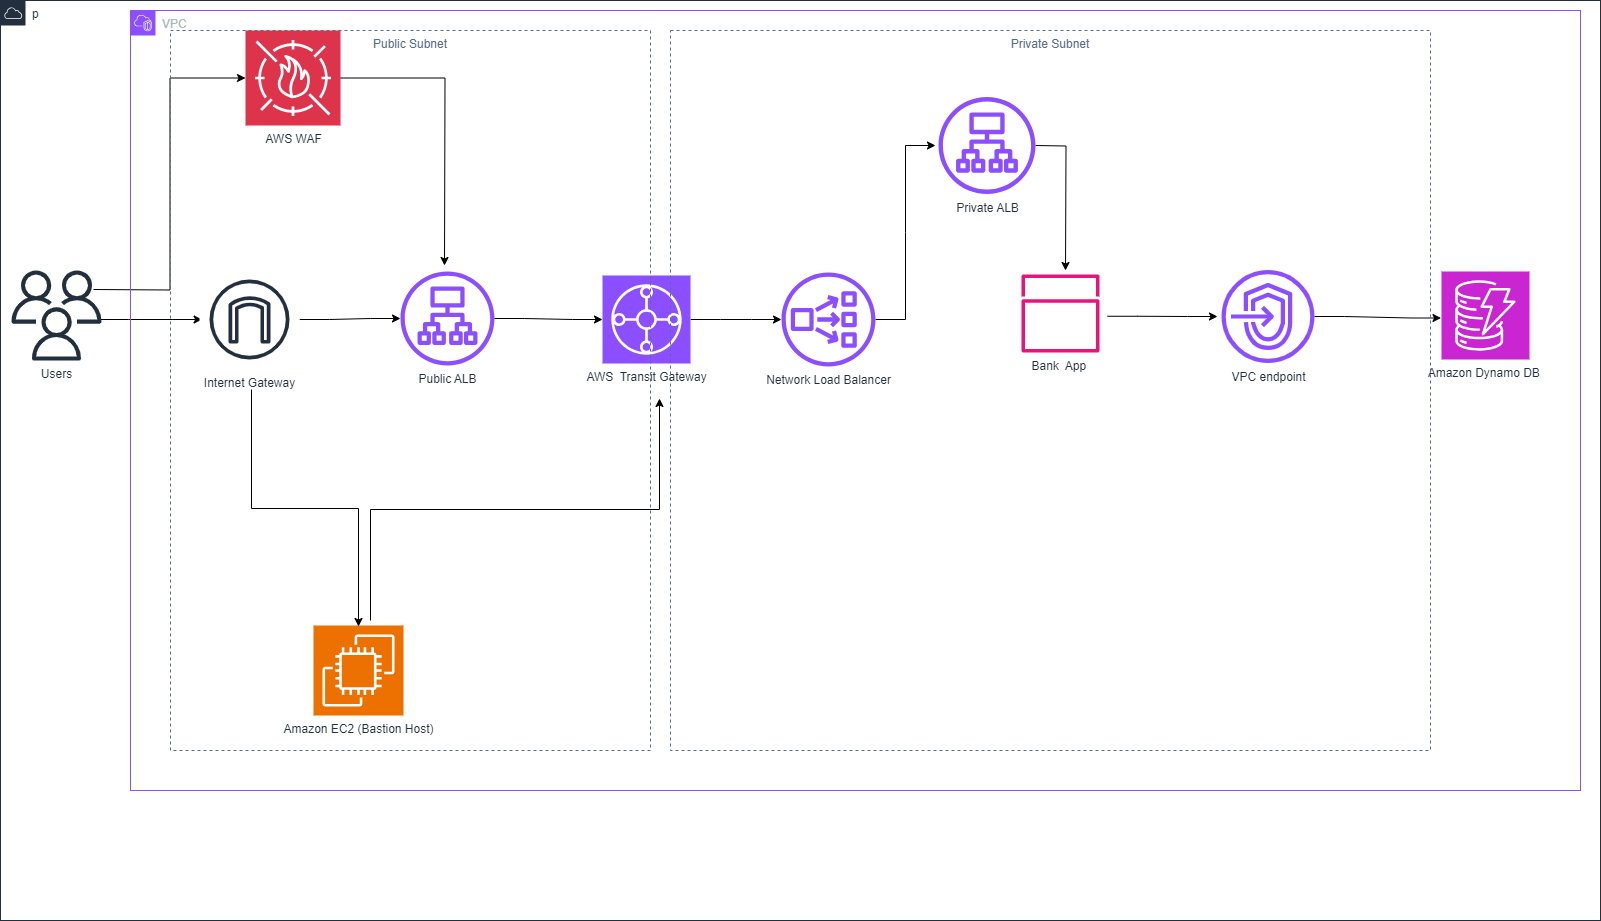 p
VPC
Public Subnet
Private Subnet
AWS WAF
Private ALB
Users
Internet Gateway
Public ALB
AWS  Transit Gateway
Network Load Balancer
Bank  App
VPC endpoint
Amazon Dynamo DB
Amazon EC2 (Bastion Host)